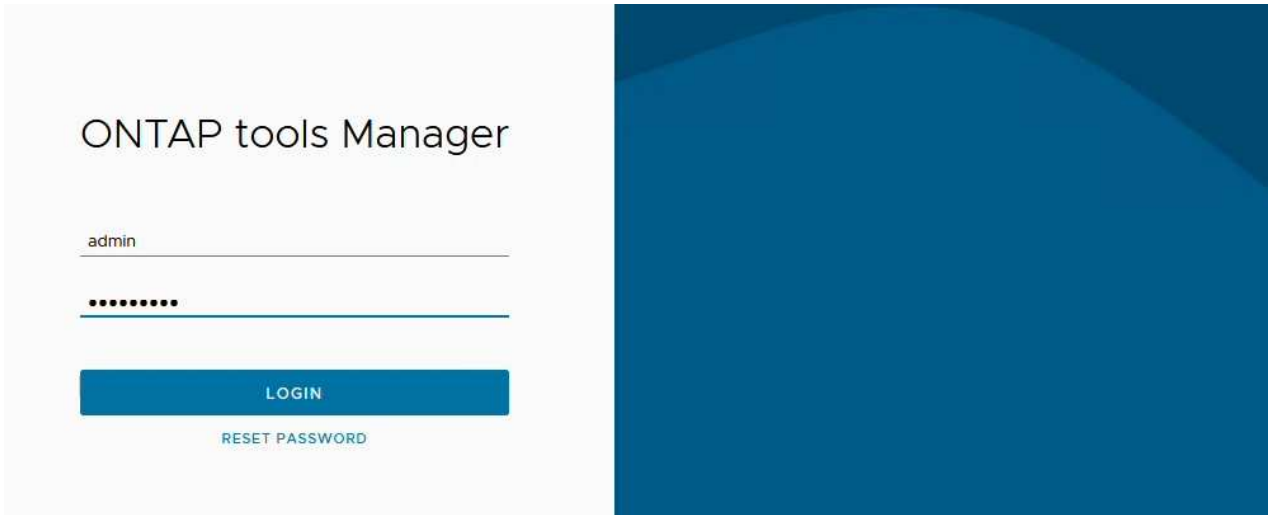 ONTAP tools Manager
admin
•••••••••
LOGIN
RESET PASSWORD